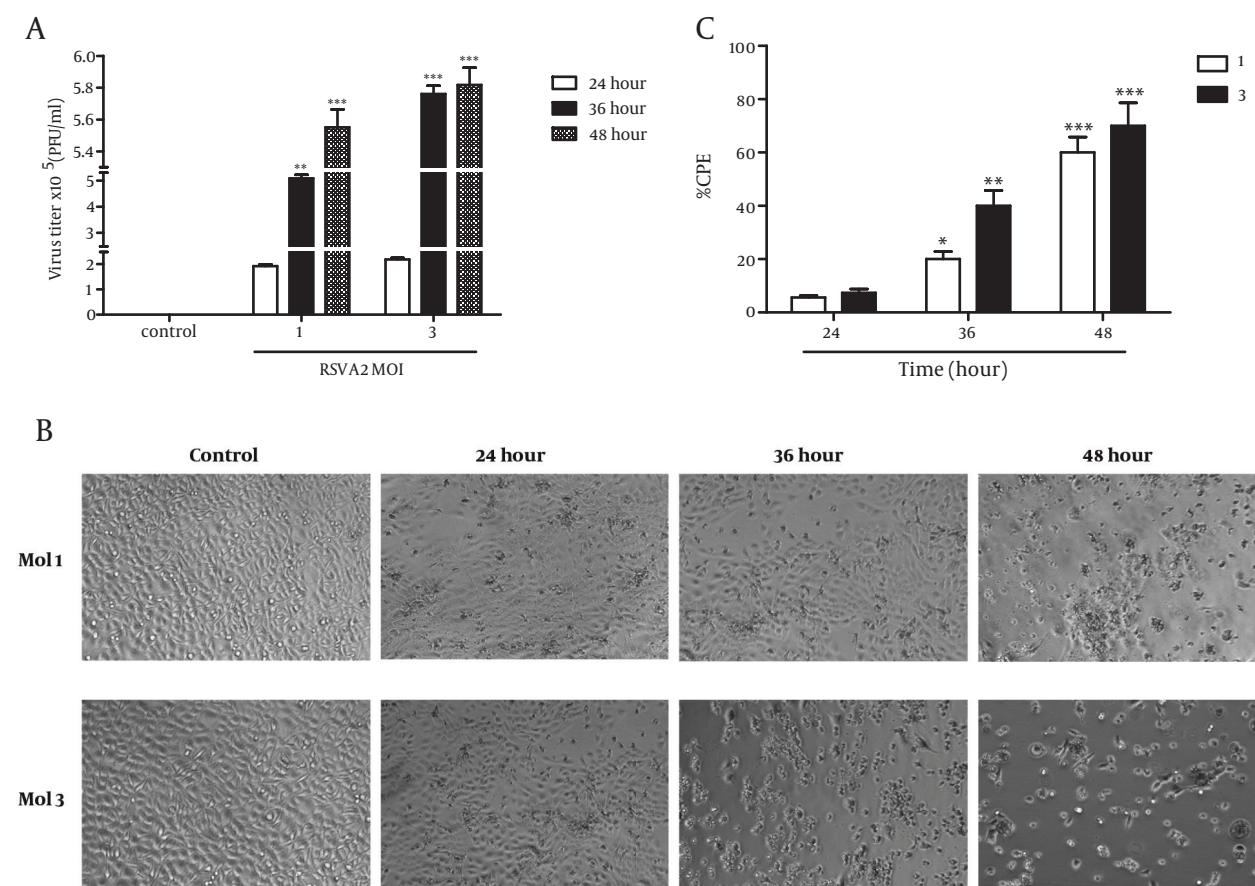 A
Virus titer x10 5(PFU/ml)
6.0
5.8
5.6
5.4
5
4
3
2
1
0
**
***
***
***
control
1
3
RSVA2 MOI
24 hour
36 hour
48 hour
C
%CPE
100
80
60
40
20
0
*
**
***
***
24
36
48
Time (hour)
1
3
B
Control
24 hour
36 hour
48 hour
Mol 1
Mol 3